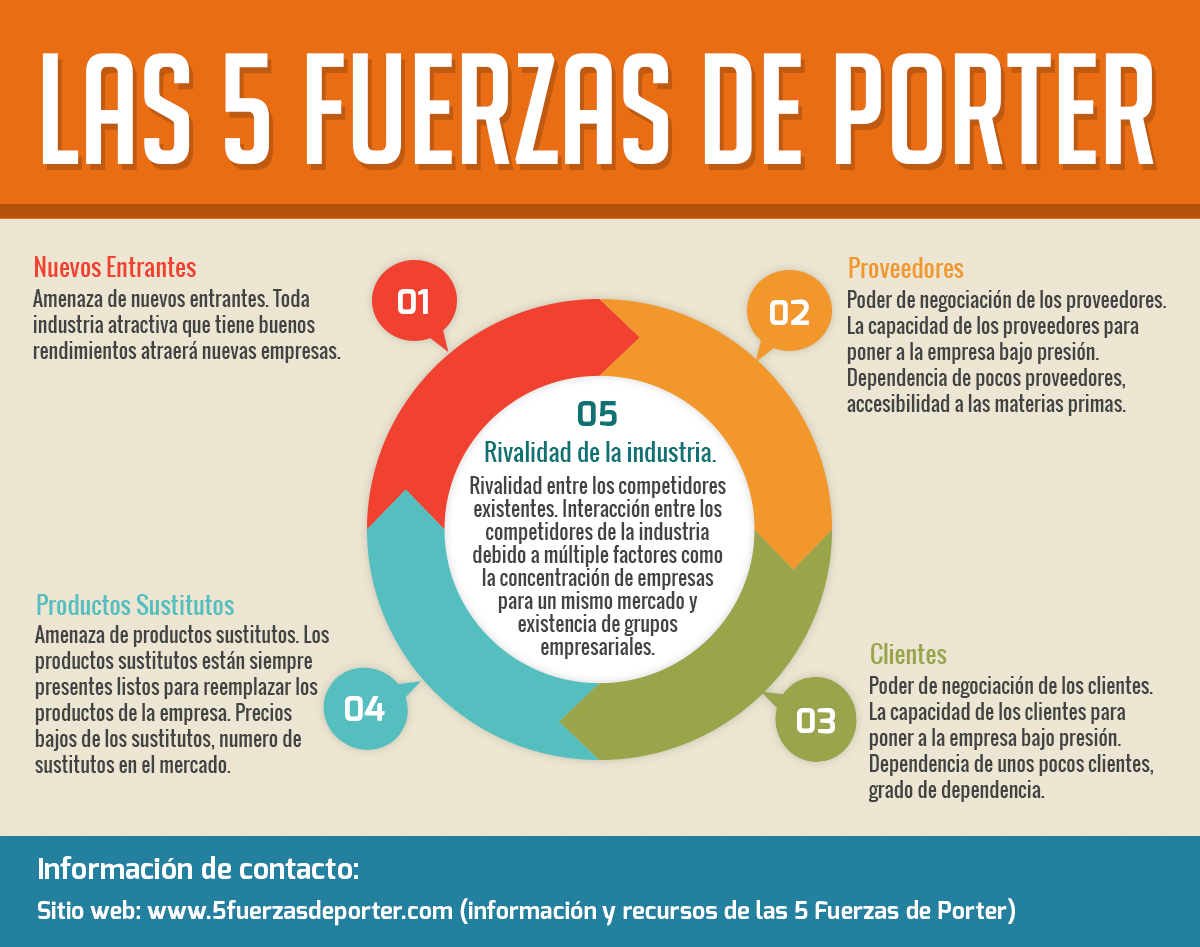 LAS 5 FUERZAS DE PORTER
Nuevos Entrantes
Amenaza de nuevos entrantes. Toda
industria atractiva que tiene buenos
rendimientos atraerá nuevas empresas.
01
02
Proveedores
Poder de negociación de los proveedores.
La capacidad de los proveedores para
poner a la empresa bajo presión.
Dependencia de pocos proveedores,
accesibilidad a las materias primas.
05
Rivalidad de la industria.
Rivalidad entre los competidores
existentes. Interacción entre los
competidores de la industria
debido a múltiple factores como
la concentración de empresas
para un mismo mercado y
existencia de grupos
empresariales.
Productos Sustitutos
Amenaza de productos sustitutos. Los
productos sustitutos están siempre
presentes listos para reemplazar los
productos de la empresa. Precios
bajos de los sustitutos, numero de
sustitutos en el mercado.
04
03
Clientes
Poder de negociación de los clientes.
La capacidad de los clientes para
poner a la empresa bajo presión.
Dependencia de unos pocos clientes,
grado de dependencia.
Información de contacto:
Sitio web: www.5fuerzasdeporter.com (información y recursos de las 5 Fuerzas de Porter)